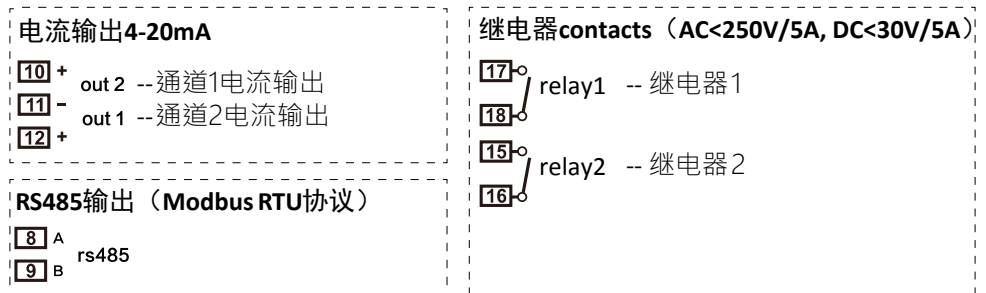 电流输出4-20mA
10 +
out 2 --通道1电流输出
11 -
out 1 --通道2电流输出
12 +
RS485输出（Modbus RTU协议）
8 A
rs485
9 B
继电器contacts（AC<250V/5A, DC<30V/5A）
17
relay1 -- 继电器1
18
15
relay2 -- 继电器2
16